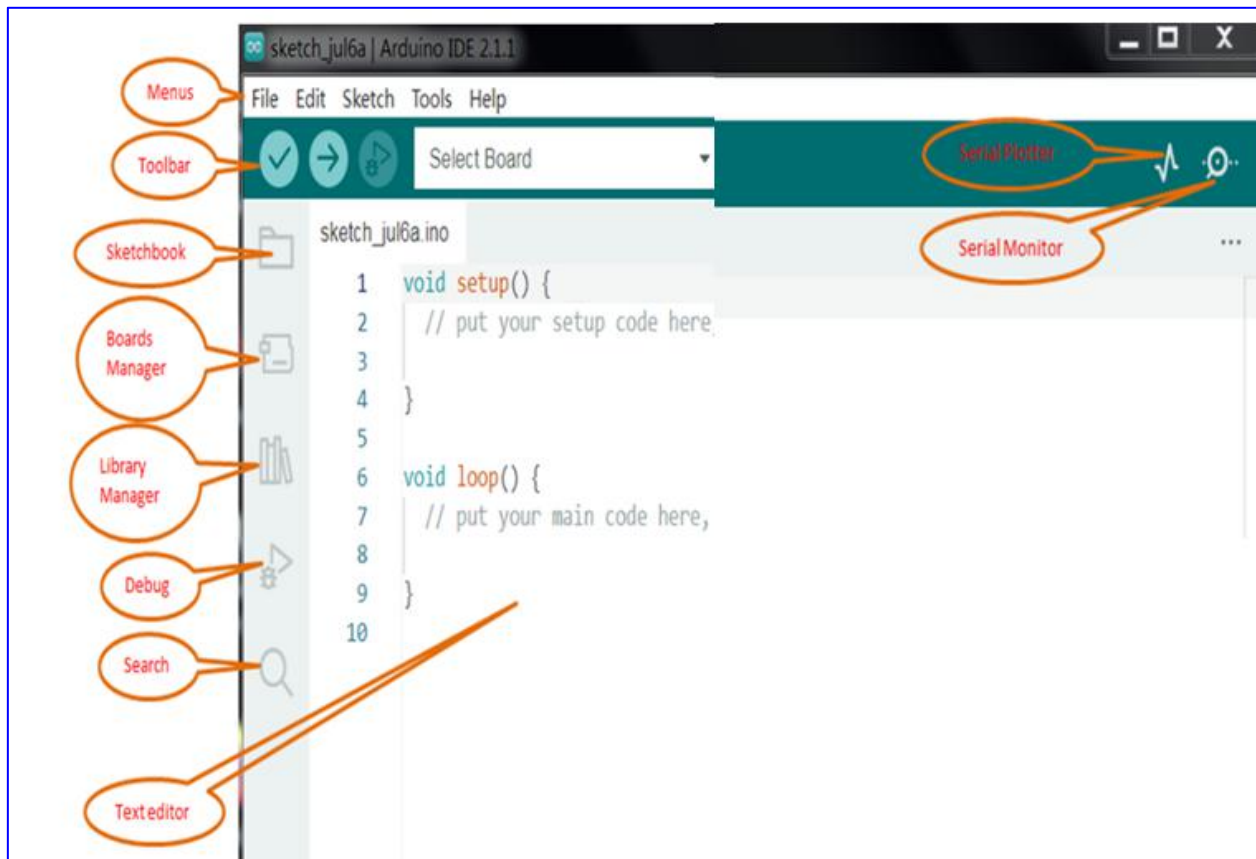 sketch_jul6a | Arduino IDE 2.1.1
X
Menus
File Edit Sketch Tools Help
Toolbar
Select Board
Serial Plotter
Sketchbook
sketch_jul6a.ino
Serial Monitor
...
1 void setup() {
2 // put your setup code here,
3
4 }
5
6 void loop() {
7 // put your main code here,
8
9 }
10
Boards
Manager
Library
Manager
Debug
Search
Text editor